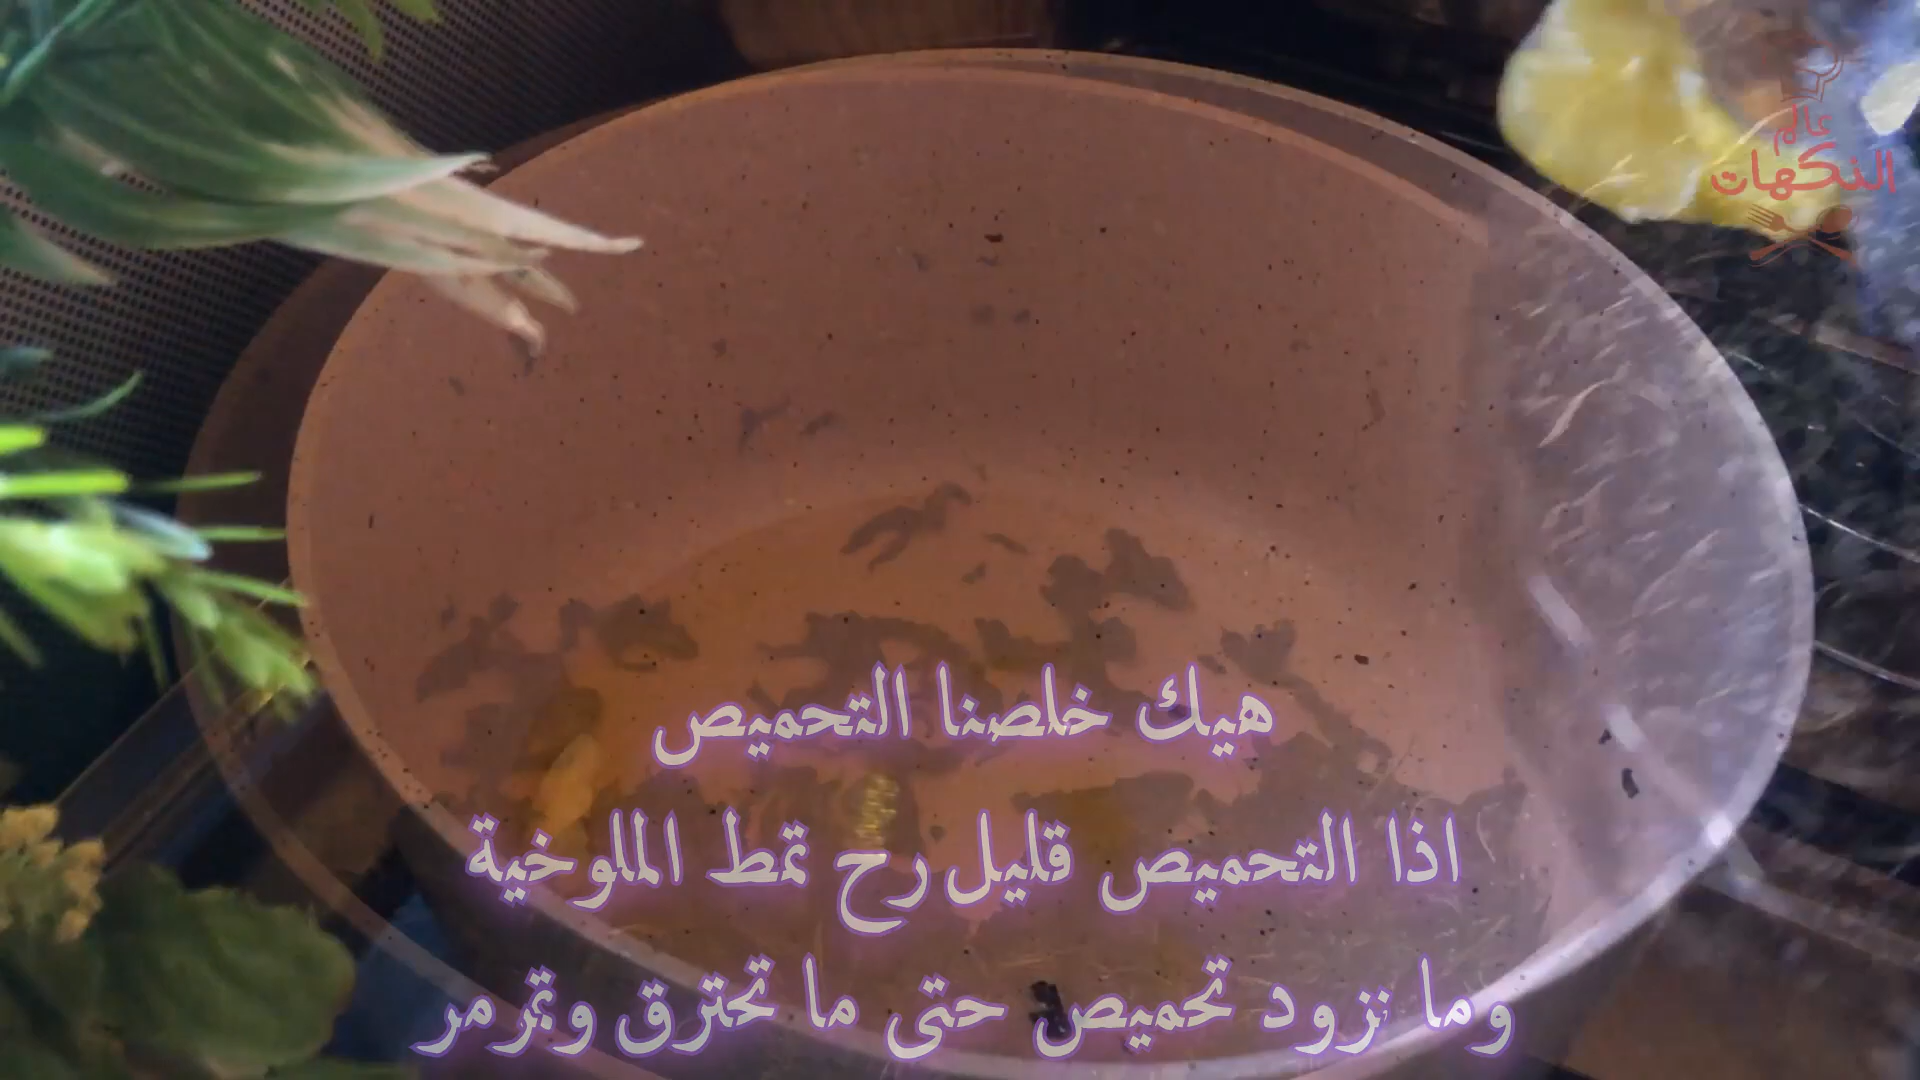 عالم
النكهات
هيك خلصنا التحميص
اذا التحميص قليل رح تمط الملوخية
وما نزود تحميص حتى ما تحترق وتمرمر